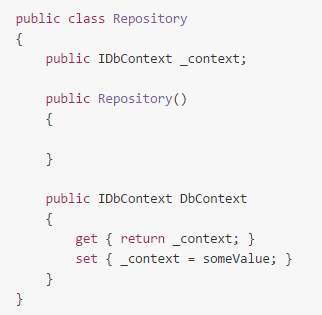 public class Repository
{
    public IDbContext _context;

    public Repository()
    {

    }

    public IDbContext DbContext
    {
        get { return _context; }
        set { _context = someValue; }
    }
}